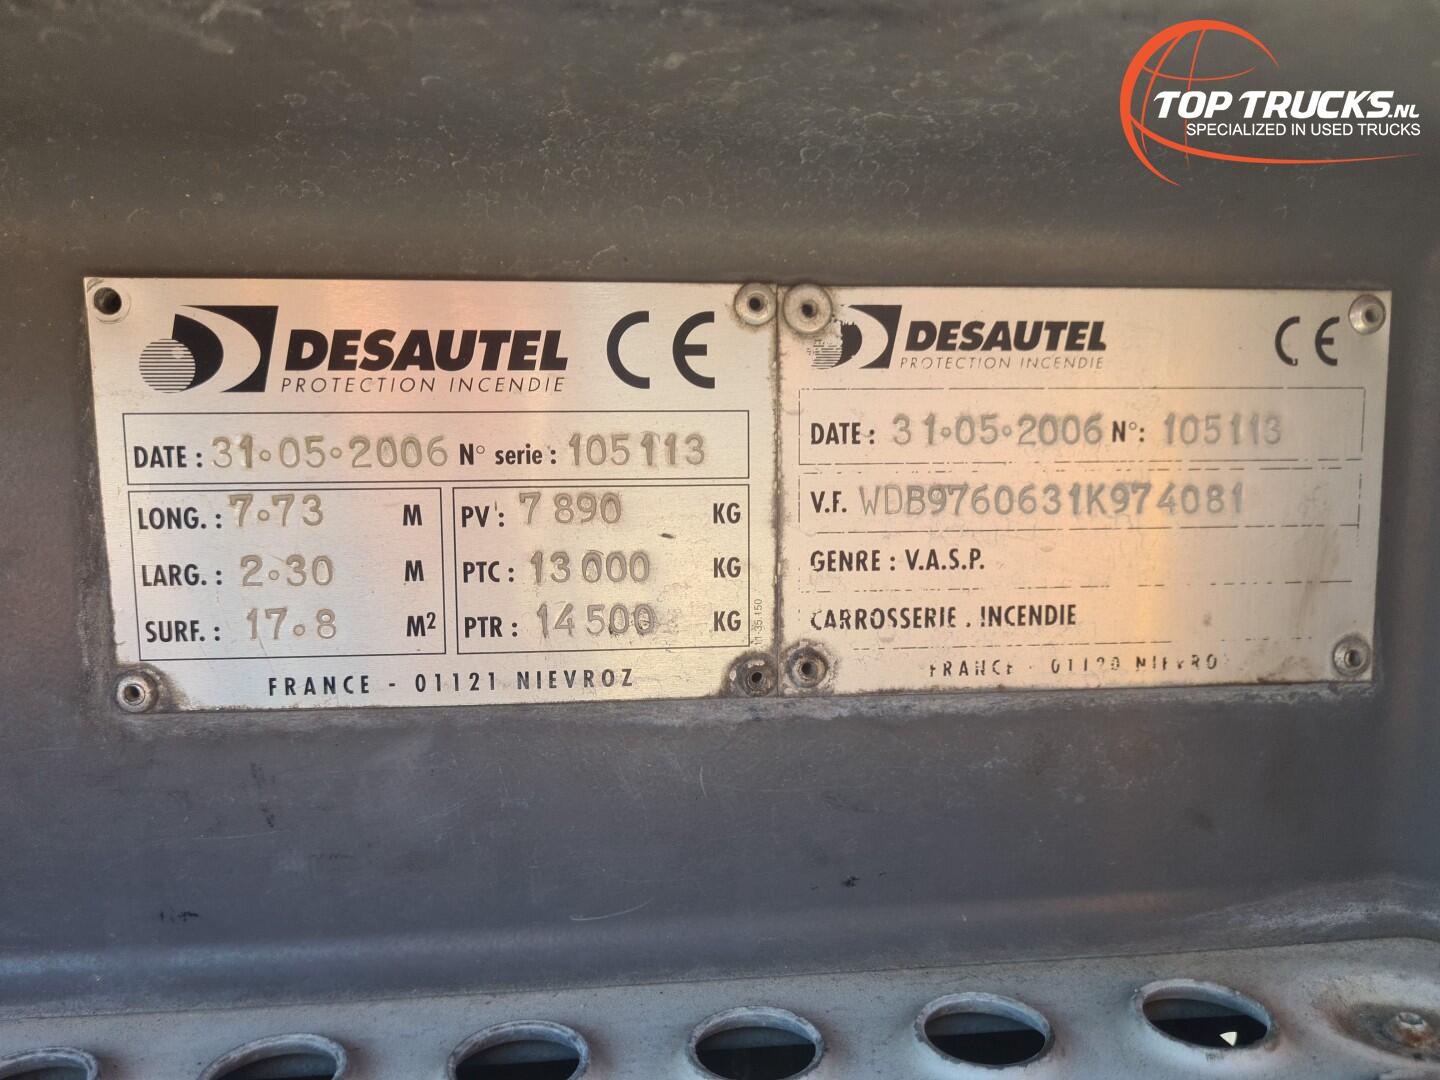 TOP TRUCKS.NL
SPECIALIZED IN USED TRUCKS
DESAUTEL CE
PROTECTION INCENDIE
DATE : 31•05•2006 N° serie : 105113
LONG. : 7•73 M
LARG. : 2•30 M
SURF. : 17•8 M²
PV : 7 890 KG
PTC : 13 000 KG
PTR : 14 500 KG
FRANCE - 01121 NIEVROZ
DESAUTEL CE
PROTECTION INCENDIE
DATE : 31•05•2006 N° : 105113
V.F. WDB9760631K974081
GENRE : V.A.S.P.
CARROSSERIE . INCENDIE
FRANCE -